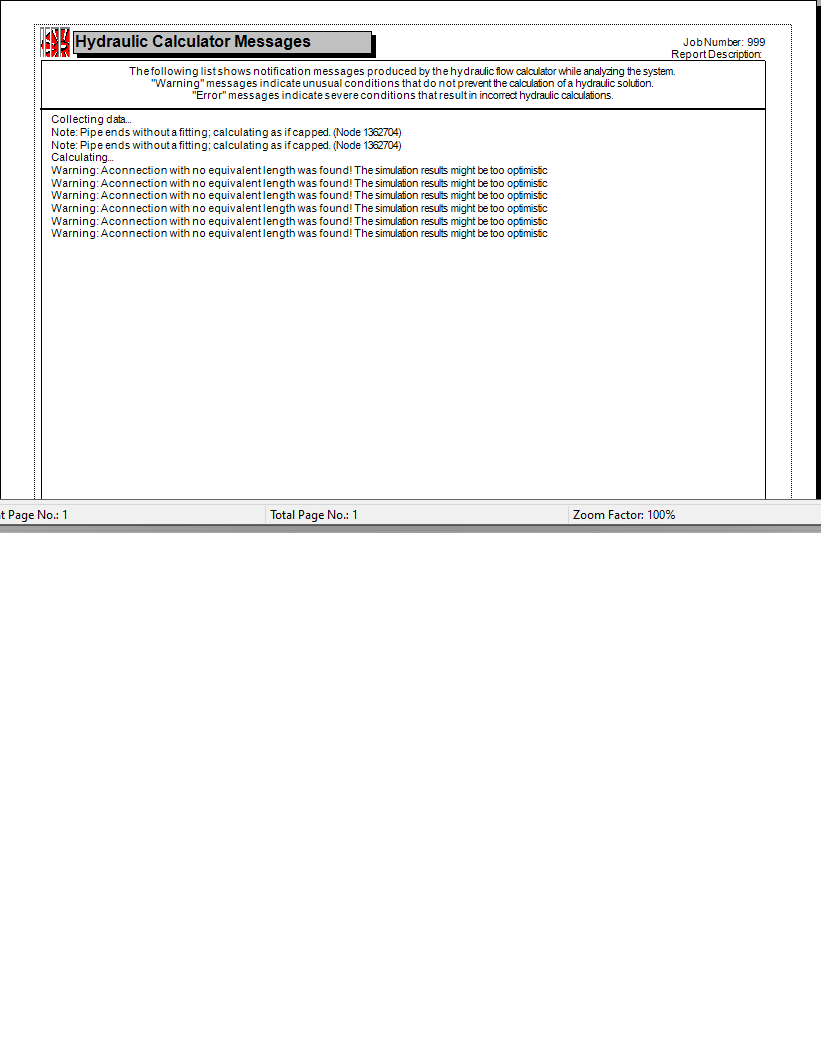 Hydraulic Calculator Messages
Job Number: 999
Report Description:
The following list shows notification messages produced by the hydraulic flow calculator while analyzing the system.
"Warning" messages indicate unusual conditions that do not prevent the calculation of a hydraulic solution.
"Error" messages indicate severe conditions that result in incorrect hydraulic calculations.
Collecting data...
Note: Pipe ends without a fitting; calculating as if capped. (Node 1362704)
Note: Pipe ends without a fitting; calculating as if capped. (Node 1362704)
Calculating...
Warning: A connection with no equivalent length was found! The simulation results might be too optimistic
Warning: A connection with no equivalent length was found! The simulation results might be too optimistic
Warning: A connection with no equivalent length was found! The simulation results might be too optimistic
Warning: A connection with no equivalent length was found! The simulation results might be too optimistic
Warning: A connection with no equivalent length was found! The simulation results might be too optimistic
Warning: A connection with no equivalent length was found! The simulation results might be too optimistic
t Page No.: 1
Total Page No.: 1
Zoom Factor: 100%